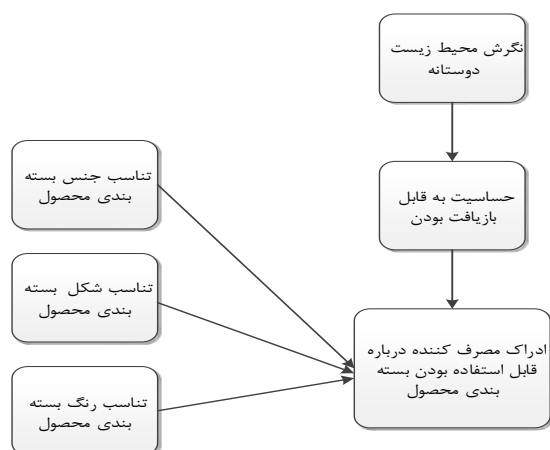 نگرش محیط زیست
دوستانه
حساسیت به قابل
بازیافت بودن
تناسب جنس بسته
بندی محصول
تناسب شکل بسته
بندی محصول
تناسب رنگ بسته
بندی محصول
ادراک مصرف کننده درباره
قابل استفاده بودن بسته
بندی محصول